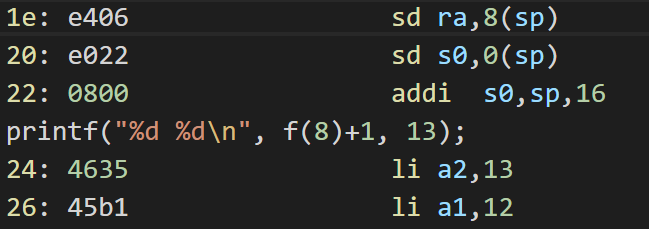 1e: e406 sd ra,8(sp)
20: e022 sd s0,0(sp)
22: 0800 addi s0,sp,16
printf("%d %d\n", f(8)+1, 13);
24: 4635 li a2,13
26: 45b1 li a1,12